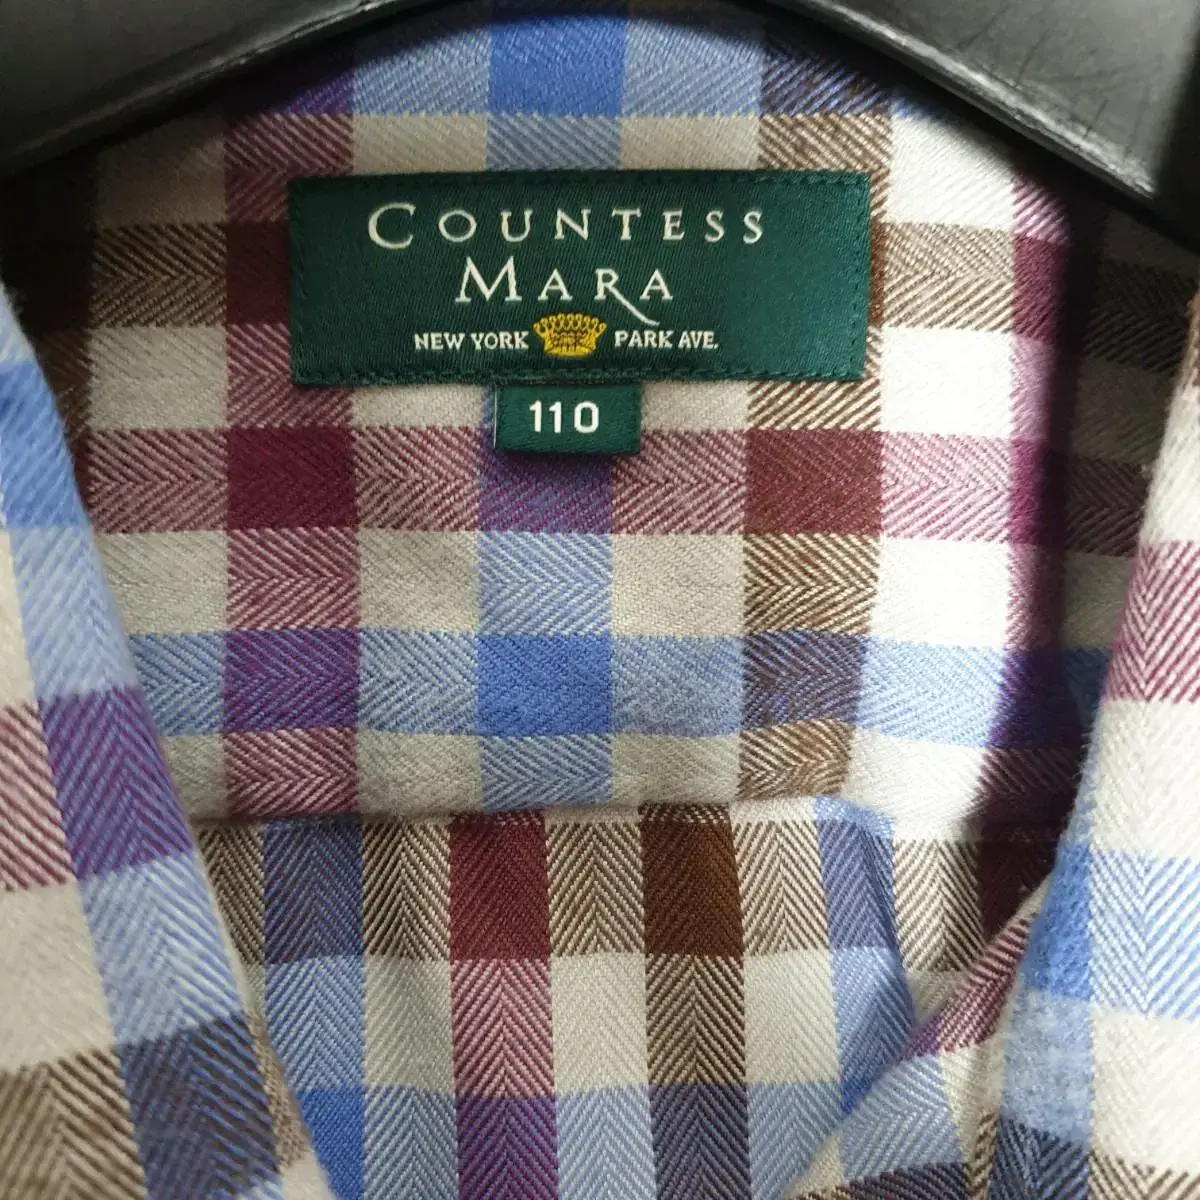 COUNTESS
MARA
NEW YORK PARK AVE.
110